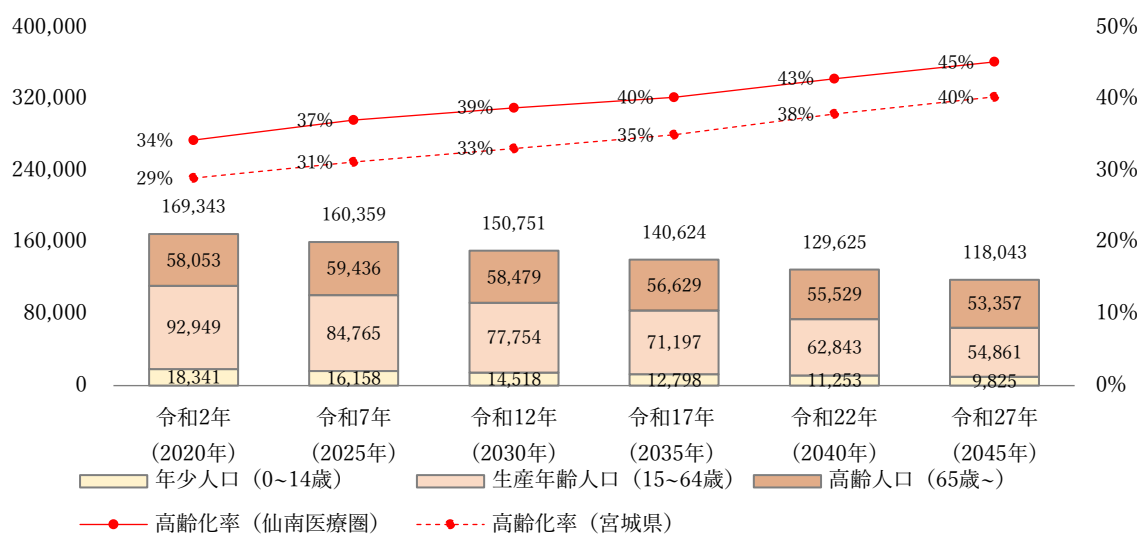 400,000
320,000
240,000
160,000
80,000
0
50%
40%
30%
20%
10%
0%
34%
37%
39%
40%
43%
45%
29%
31%
33%
35%
38%
40%
169,343
160,359
150,751
140,624
129,625
118,043
58,053
59,436
58,479
56,629
55,529
53,357
92,949
84,765
77,754
71,197
62,843
54,861
18,341
16,158
14,518
12,798
11,253
9,825
令和2年
(2020年)
令和7年
(2025年)
令和12年
(2030年)
令和17年
(2035年)
令和22年
(2040年)
令和27年
(2045年)
年少人口(0~14歳)
生産年齢人口(15~64歳)
高齢人口(65歳~)
高齢化率(仙南医療圏)
高齢化率(宮城県)